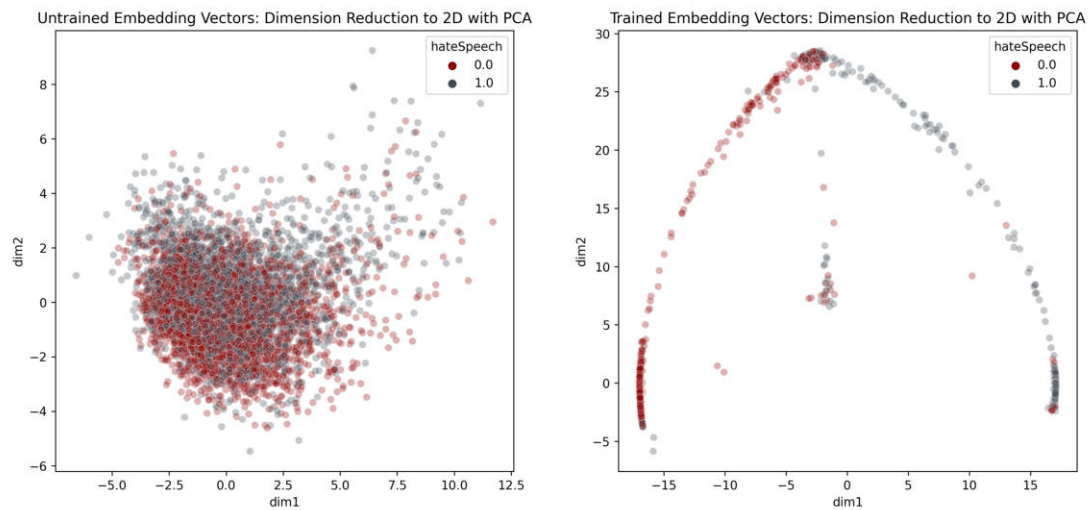 Untrained Embedding Vectors: Dimension Reduction to 2D with PCA
hateSpeech
0.0
1.0
8
6
4
2
0
−2
−4
−6
dim2
−5.0 −2.5 0.0 2.5 5.0 7.5 10.0 12.5
dim1
Trained Embedding Vectors: Dimension Reduction to 2D with PCA
hateSpeech
0.0
1.0
30
25
20
15
10
5
0
−5
dim2
−15 −10 −5 0 5 10 15
dim1